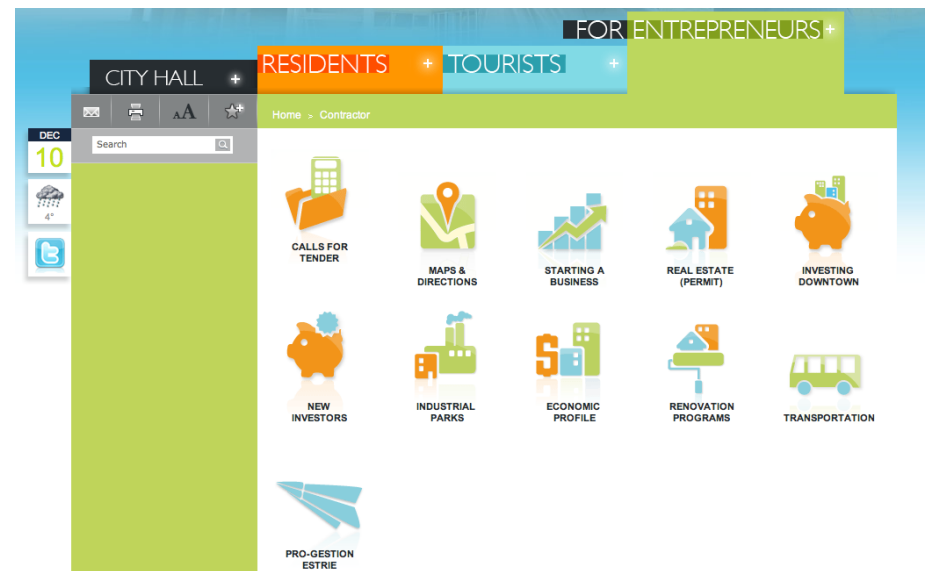 FOR ENTREPRENEURS +
RESIDENTS + TOURISTS +
CITY HALL +
AA
Home > Contractor
DEC
10
Search
4°
t
CALLS FOR
TENDER
MAPS &
DIRECTIONS
STARTING A
BUSINESS
REAL ESTATE
(PERMIT)
INVESTING
DOWNTOWN
NEW
INVESTORS
INDUSTRIAL
PARKS
ECONOMIC
PROFILE
RENOVATION
PROGRAMS
TRANSPORTATION
PRO-GESTION
ESTRIE